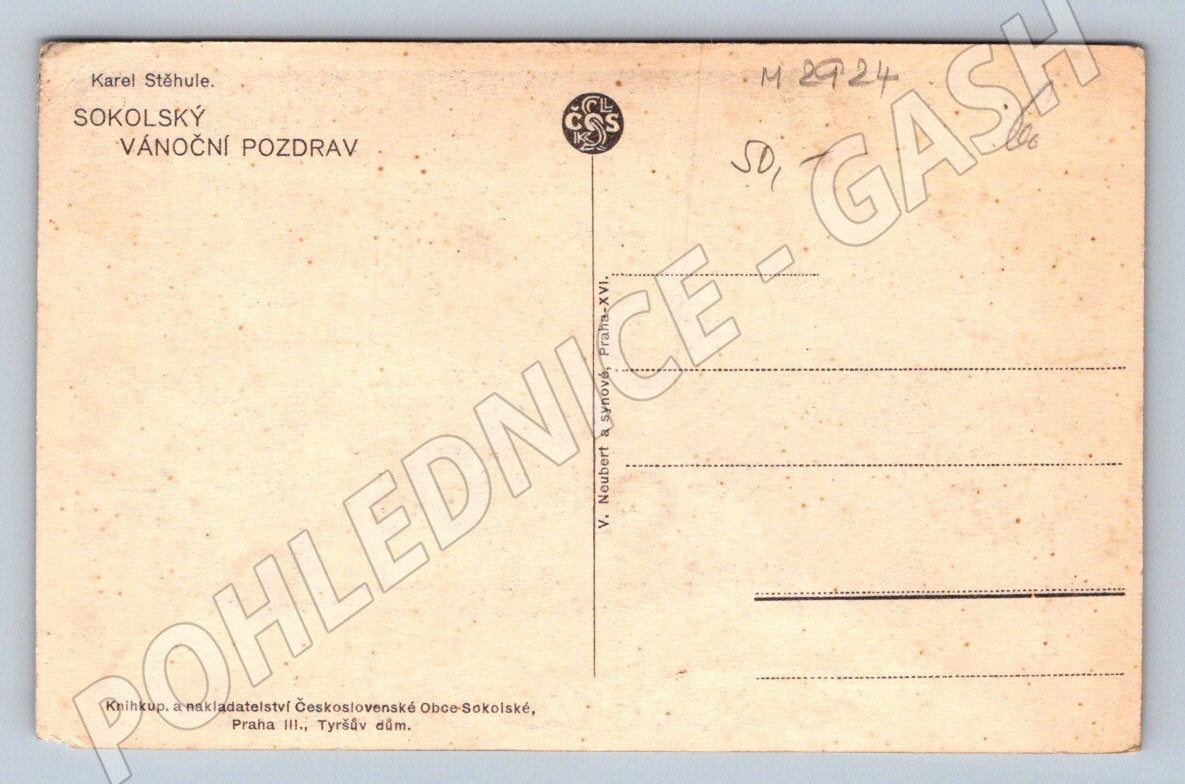 Karel Stěhule.
SOKOLSKÝ
VÁNOČNÍ POZDRAV
M 2924
50,-
V. Neubert a synové, Praha-XVI.
Knihkup. a nakladatelství Československé Obce Sokolské,
Praha III., Tyršův dům.
POHLEDNICE - GASH